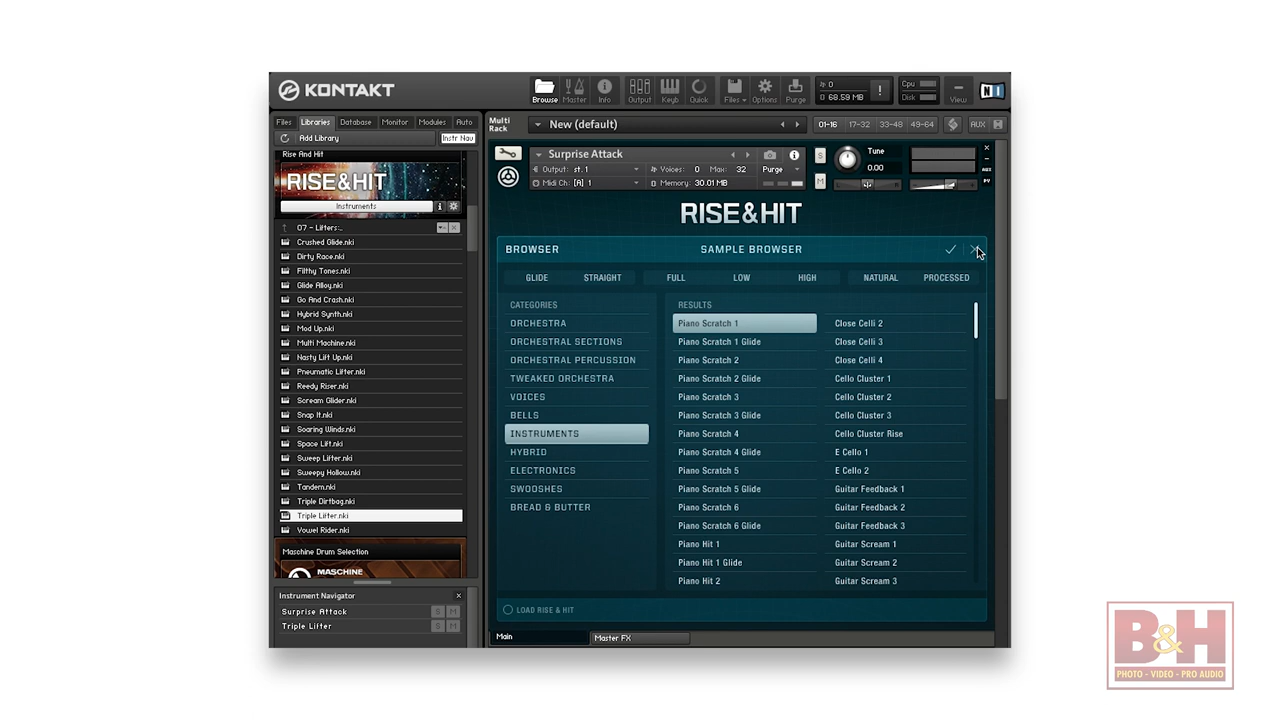 KONTAKT
Browse Master Info Output Keyb Quick Files Options Purge
0
68.59 MB
!
Cpu
Disk
View
NI
Files Libraries Database Monitor Modules Auto
Add Library Instr Nav
Rise And Hit
RISE&HIT
Instruments
07 - Lifters:..
Crushed Glide.nki
Dirty Race.nki
Filthy Tones.nki
Glide Alloy.nki
Go And Crash.nki
Hybrid Synth.nki
Mod Up.nki
Multi Machine.nki
Nasty Lift Up.nki
Pneumatic Lifter.nki
Reedy Riser.nki
Scream Glider.nki
Snap It.nki
Soaring Winds.nki
Space Lift.nki
Sweep Lifter.nki
Sweepy Hollow.nki
Tandem.nki
Triple Dirtbag.nki
Triple Lifter.nki
Vowel Rider.nki
Maschine Drum Selection
MASCHINE
Instrument Navigator
Surprise Attack S M
Triple Lifter S M
Multi
Rack
New (default)
01-16 17-32 33-48 49-64 AUX
Surprise Attack
Output: st. 1 Voices: 0 Max: 32 Purge
Midi Ch: [A] 1 Memory: 30.01 MB
S
M
Tune
0.00
AUX
PV
RISE&HIT
BROWSER SAMPLE BROWSER
GLIDE STRAIGHT FULL LOW HIGH NATURAL PROCESSED
CATEGORIES
ORCHESTRA
ORCHESTRAL SECTIONS
ORCHESTRAL PERCUSSION
TWEAKED ORCHESTRA
VOICES
BELLS
INSTRUMENTS
HYBRID
ELECTRONICS
SWOOSHES
BREAD & BUTTER
RESULTS
Piano Scratch 1
Piano Scratch 1 Glide
Piano Scratch 2
Piano Scratch 2 Glide
Piano Scratch 3
Piano Scratch 3 Glide
Piano Scratch 4
Piano Scratch 4 Glide
Piano Scratch 5
Piano Scratch 5 Glide
Piano Scratch 6
Piano Scratch 6 Glide
Piano Hit 1
Piano Hit 1 Glide
Piano Hit 2
Close Celli 2
Close Celli 3
Close Celli 4
Cello Cluster 1
Cello Cluster 2
Cello Cluster 3
Cello Cluster Rise
E Cello 1
E Cello 2
Guitar Feedback 1
Guitar Feedback 2
Guitar Feedback 3
Guitar Scream 1
Guitar Scream 2
Guitar Scream 3
LOAD RISE & HIT
Main Master FX
B&H
PHOTO - VIDEO - PRO AUDIO